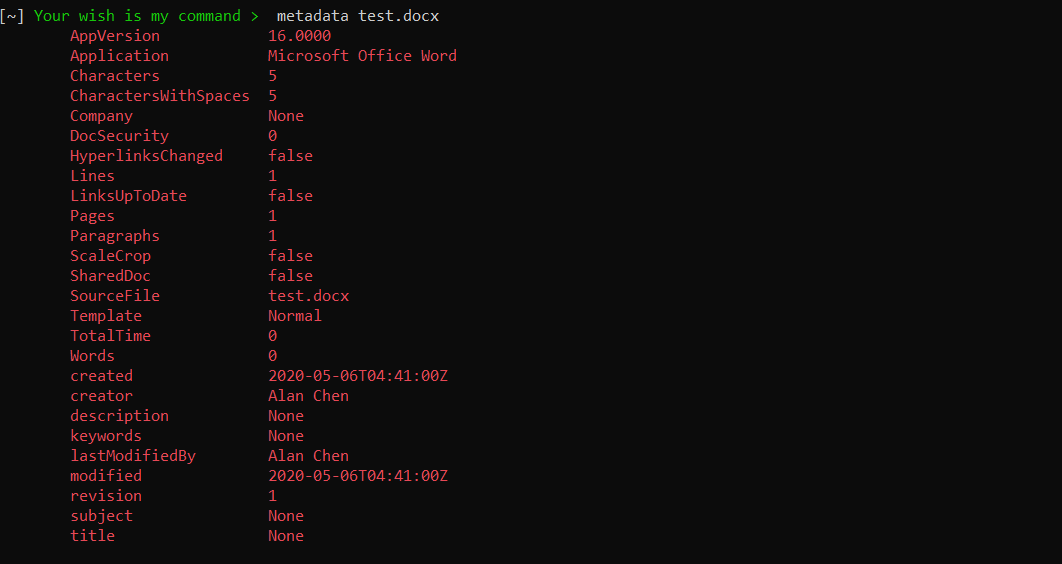 [~] Your wish is my command >  metadata test.docx
AppVersion 16.0000
Application Microsoft Office Word
Characters 5
CharactersWithSpaces 5
Company None
DocSecurity 0
HyperlinksChanged false
Lines 1
LinksUpToDate false
Pages 1
Paragraphs 1
ScaleCrop false
SharedDoc false
SourceFile test.docx
Template Normal
TotalTime 0
Words 0
created 2020-05-06T04:41:00Z
creator Alan Chen
description None
keywords None
lastModifiedBy Alan Chen
modified 2020-05-06T04:41:00Z
revision 1
subject None
title None